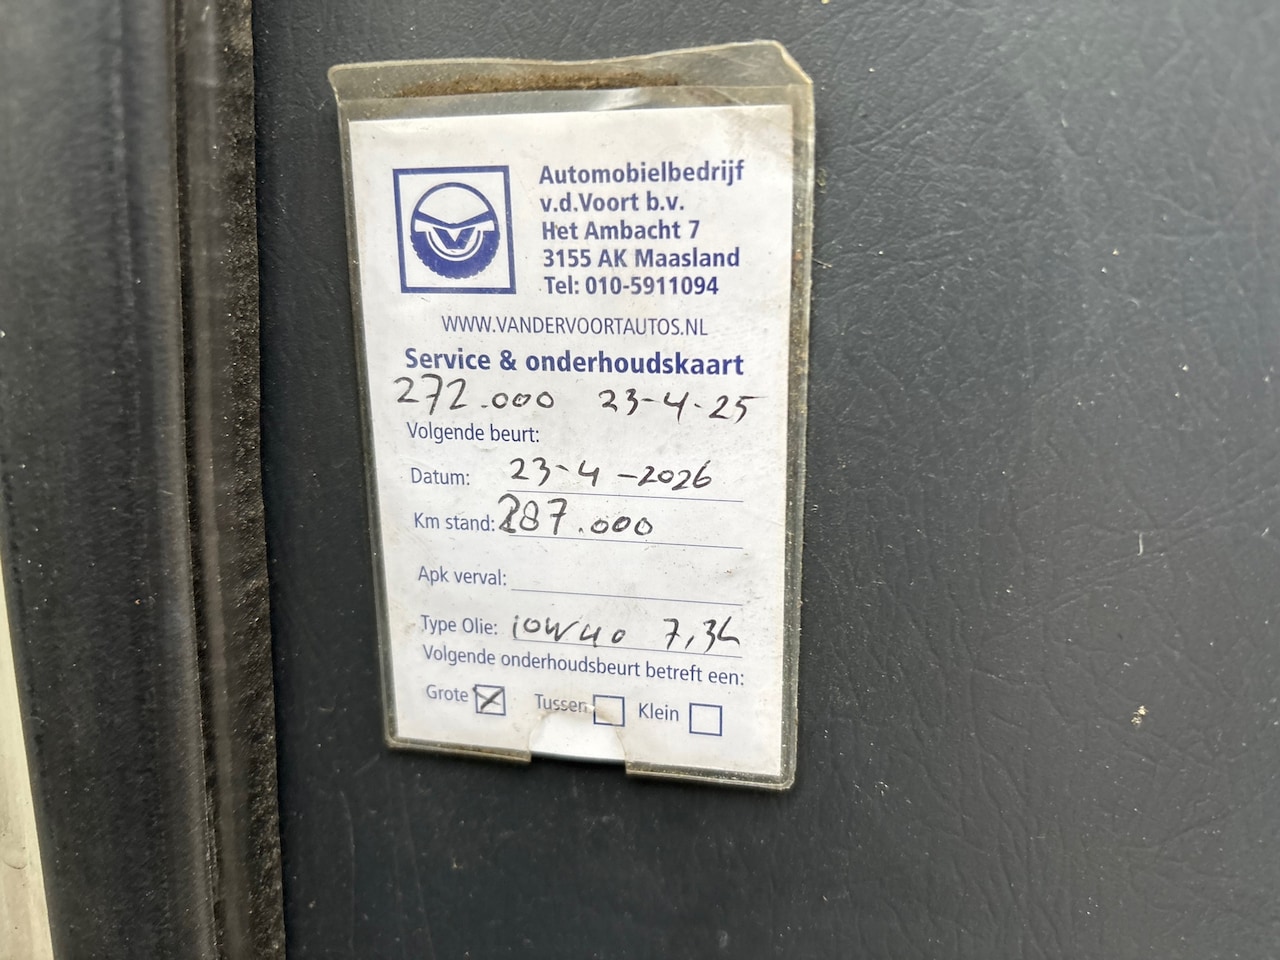 Automobielbedrijf
v.d.Voort b.v.
Het Ambacht 7
3155 AK Maasland
Tel: 010-5911094
WWW.VANDERVOORTAUTOS.NL
Service & onderhoudskaart
272.000 23-4-25
Volgende beurt:
Datum: 23-4-2026
Km stand: 287.000
Apk verval:
Type Olie: 10W40 7,3L
Volgende onderhoudsbeurt betreft een:
Grote Tussen Klein